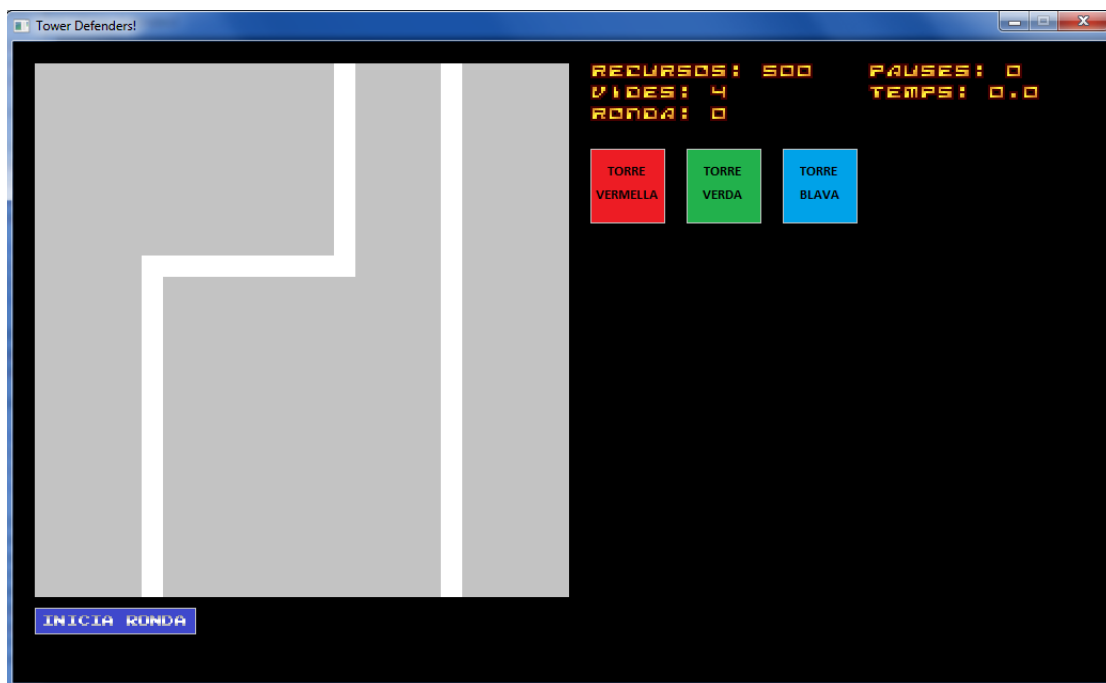 Tower Defenders!
RECURSOS: 500 PAUSES: 0
VIDES: 4 TEMPS: 0.0
RONDA: 0
TORRE VERMELLA
TORRE VERDA
TORRE BLAVA
INICIA RONDA